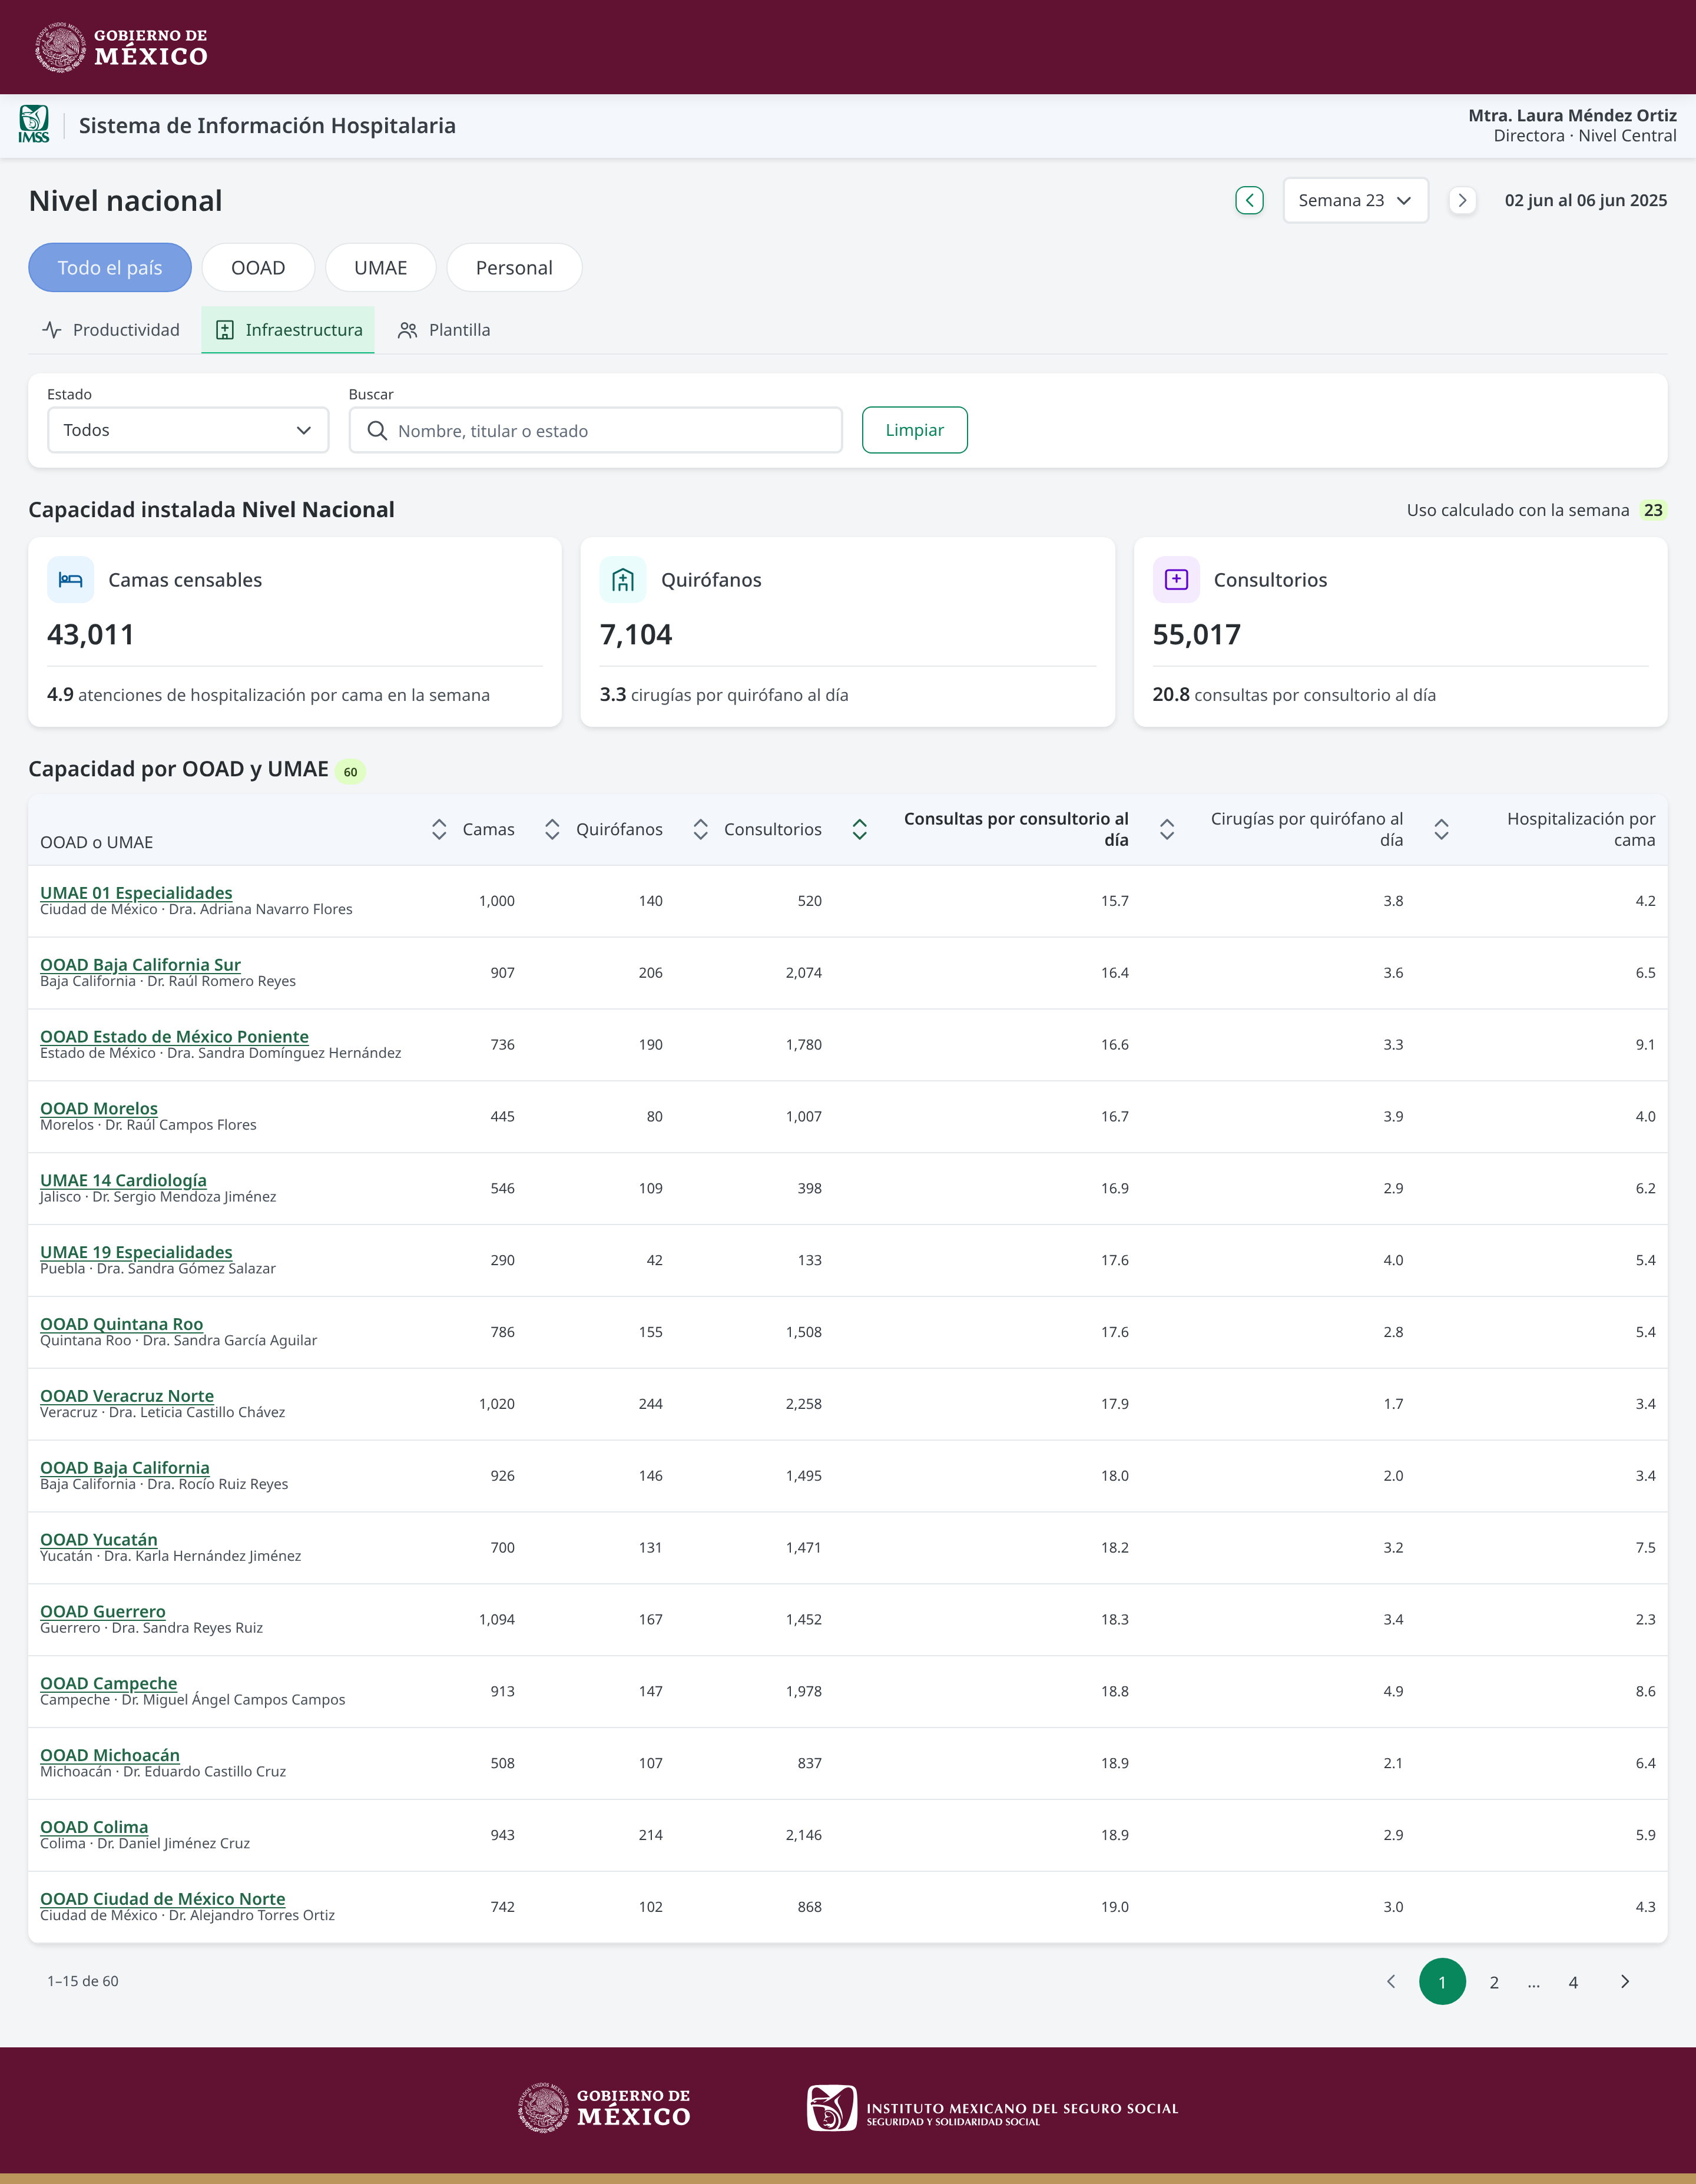 GOBIERNO DE
MÉXICO
IMSS
Sistema de Información Hospitalaria
Mtra. Laura Méndez Ortiz
Directora · Nivel Central
Nivel nacional
Semana 23
02 jun al 06 jun 2025
Todo el país
OOAD
UMAE
Personal
Productividad
Infraestructura
Plantilla
Estado
Buscar
Todos
Nombre, titular o estado
Limpiar
Capacidad instalada Nivel Nacional
Uso calculado con la semana 23
Camas censables
43,011
4.9 atenciones de hospitalización por cama en la semana
Quirófanos
7,104
3.3 cirugías por quirófano al día
Consultorios
55,017
20.8 consultas por consultorio al día
Capacidad por OOAD y UMAE 60
OOAD o UMAE
Camas
Quirófanos
Consultorios
Consultas por consultorio al
día
Cirugías por quirófano al
día
Hospitalización por
cama
UMAE 01 Especialidades
Ciudad de México · Dra. Adriana Navarro Flores
1,000 140 520 15.7 3.8 4.2
OOAD Baja California Sur
Baja California · Dr. Raúl Romero Reyes
907 206 2,074 16.4 3.6 6.5
OOAD Estado de México Poniente
Estado de México · Dra. Sandra Domínguez Hernández
736 190 1,780 16.6 3.3 9.1
OOAD Morelos
Morelos · Dr. Raúl Campos Flores
445 80 1,007 16.7 3.9 4.0
UMAE 14 Cardiología
Jalisco · Dr. Sergio Mendoza Jiménez
546 109 398 16.9 2.9 6.2
UMAE 19 Especialidades
Puebla · Dra. Sandra Gómez Salazar
290 42 133 17.6 4.0 5.4
OOAD Quintana Roo
Quintana Roo · Dra. Sandra García Aguilar
786 155 1,508 17.6 2.8 5.4
OOAD Veracruz Norte
Veracruz · Dra. Leticia Castillo Chávez
1,020 244 2,258 17.9 1.7 3.4
OOAD Baja California
Baja California · Dra. Rocío Ruiz Reyes
926 146 1,495 18.0 2.0 3.4
OOAD Yucatán
Yucatán · Dra. Karla Hernández Jiménez
700 131 1,471 18.2 3.2 7.5
OOAD Guerrero
Guerrero · Dra. Sandra Reyes Ruiz
1,094 167 1,452 18.3 3.4 2.3
OOAD Campeche
Campeche · Dr. Miguel Ángel Campos Campos
913 147 1,978 18.8 4.9 8.6
OOAD Michoacán
Michoacán · Dr. Eduardo Castillo Cruz
508 107 837 18.9 2.1 6.4
OOAD Colima
Colima · Dr. Daniel Jiménez Cruz
943 214 2,146 18.9 2.9 5.9
OOAD Ciudad de México Norte
Ciudad de México · Dr. Alejandro Torres Ortiz
742 102 868 19.0 3.0 4.3
1–15 de 60
1 2 ... 4
GOBIERNO DE
MÉXICO
INSTITUTO MEXICANO DEL SEGURO SOCIAL
SEGURIDAD Y SOLIDARIDAD SOCIAL